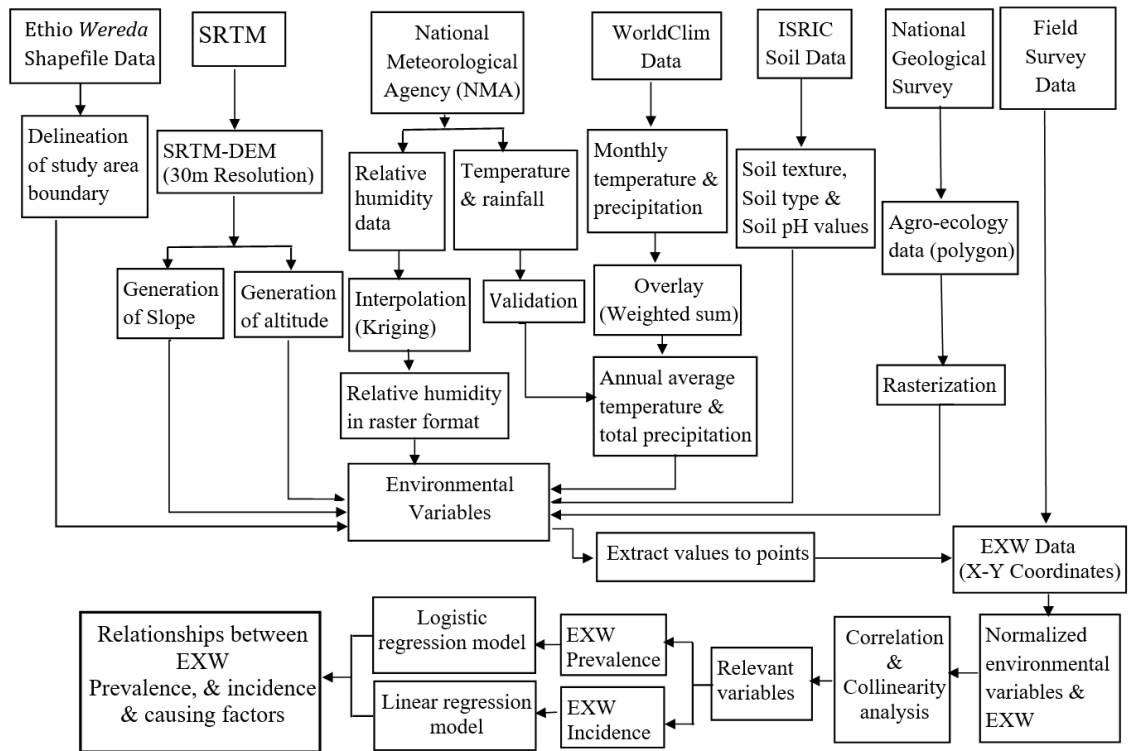 Ethio Wereda
Shapefile Data
SRTM
National
Meteorological
Agency (NMA)
WorldClim
Data
ISRIC
Soil Data
National
Geological
Survey
Field
Survey
Data
Delineation
of study area
boundary
SRTM-DEM
(30m Resolution)
Relative
humidity
data
Temperature
& rainfall
Monthly
temperature &
precipitation
Soil texture,
Soil type &
Soil pH values
Agro-ecology
data (polygon)
Generation
of Slope
Generation
of altitude
Interpolation
(Kriging)
Validation
Overlay
(Weighted sum)
Rasterization
Relative humidity
in raster format
Annual average
temperature &
total precipitation
Environmental
Variables
Extract values to points
EXW Data
(X-Y Coordinates)
Relationships between
EXW
Prevalence, & incidence
& causing factors
Logistic
regression model
Linear regression
model
EXW
Prevalence
EXW
Incidence
Relevant
variables
Correlation
&
Collinearity
analysis
Normalized
environmental
variables &
EXW